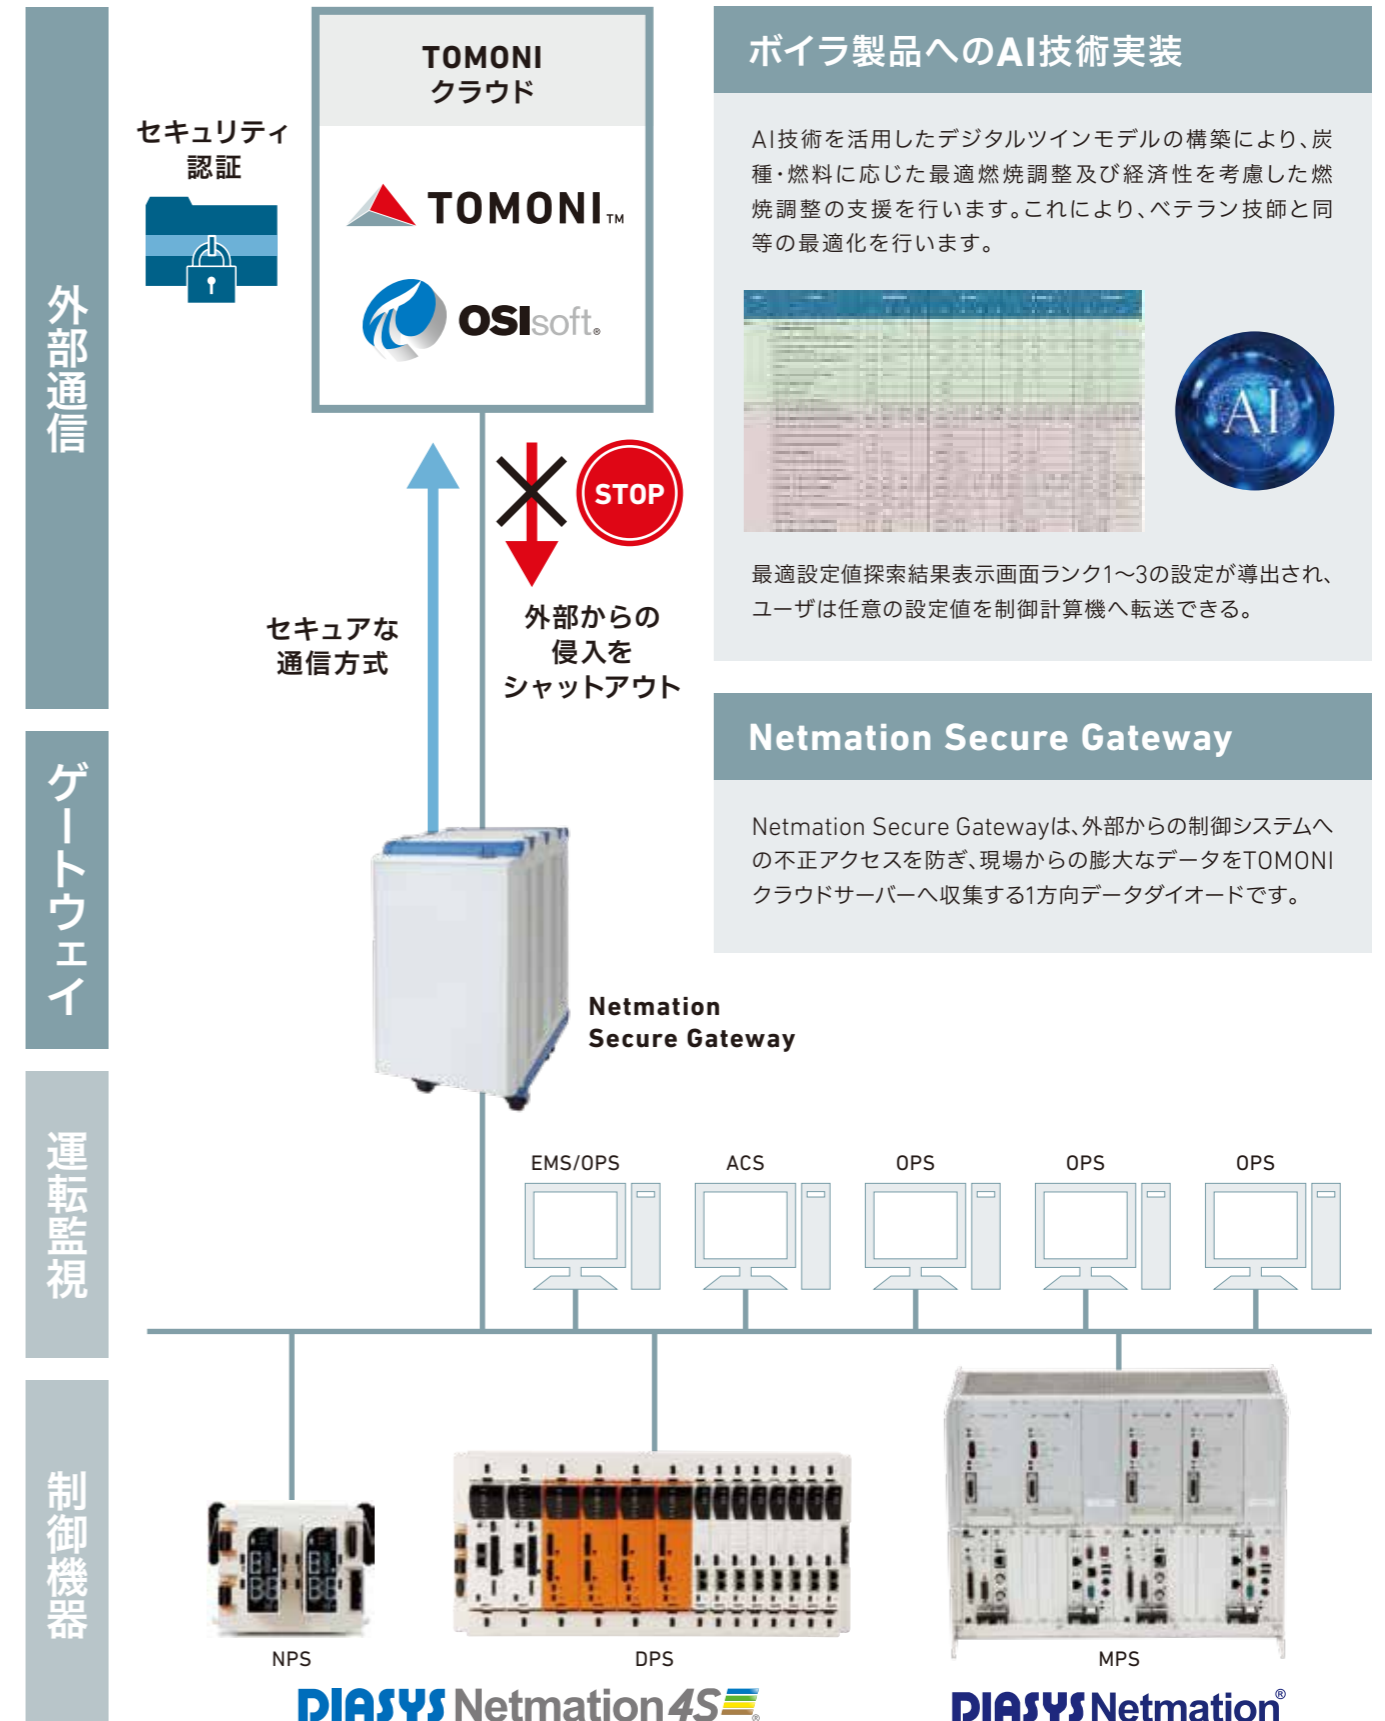 外部通信
TOMONI
クラウド
セキュリティ
認証
TOMONI™
OSIsoft®
STOP
セキュアな
通信方式
外部からの
侵入を
シャットアウト
ボイラ製品へのAI技術実装
AI技術を活用したデジタルツインモデルの構築により、炭
種・燃料に応じた最適燃焼調整及び経済性を考慮した燃
焼調整の支援を行います。これにより、ベテラン技師と同
等の最適化を行います。
AI
最適設定値探索結果表示画面ランク1〜3の設定が導出され、
ユーザは任意の設定値を制御計算機へ転送できる。
ゲートウェイ
Netmation Secure Gateway
Netmation Secure Gatewayは、外部からの制御システムへ
の不正アクセスを防ぎ、現場からの膨大なデータをTOMONI
クラウドサーバーへ収集する1方向データダイオードです。
Netmation
Secure Gateway
運転監視
EMS/OPS
ACS
OPS
OPS
OPS
制御機器
NPS
DPS
MPS
DIASYS Netmation4S®
DIASYS Netmation®